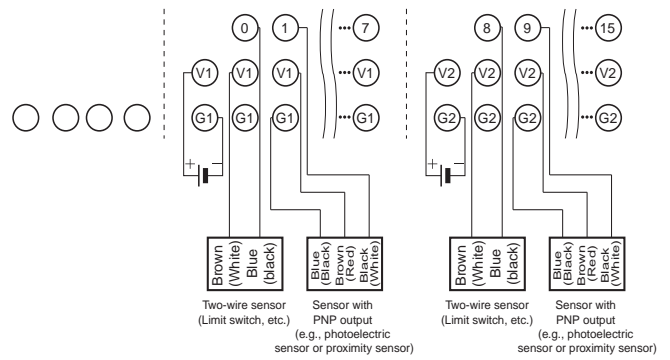 0 1 ••• 7 8 9 ••• 15
V1 V1 V1 ••• V1 V2 V2 V2 ••• V2
G1 G1 G1 ••• G1 G2 G2 G2 ••• G2
+ − + −
Brown
(White)
Blue
(black)
Blue
(Black)
Brown
(Red)
Black
(White)
Brown
(White)
Blue
(black)
Blue
(Black)
Brown
(Red)
Black
(White)
Two-wire sensor
(Limit switch, etc.)
Sensor with
PNP output
(e.g., photoelectric
sensor or proximity sensor)
Two-wire sensor
(Limit switch, etc.)
Sensor with
PNP output
(e.g., photoelectric
sensor or proximity sensor)